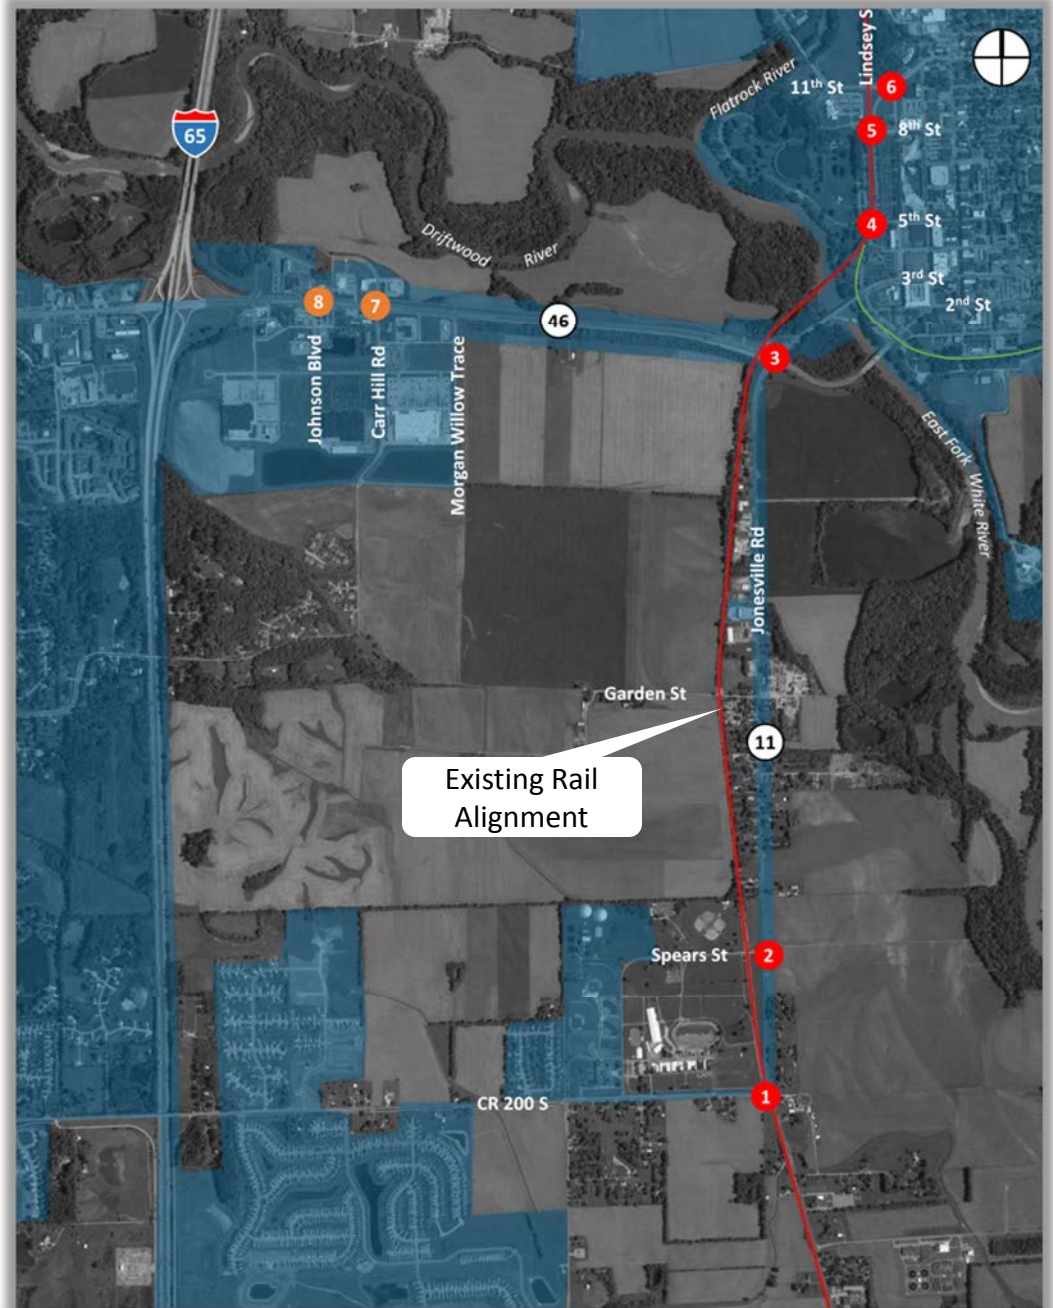 Lindsey S
11th St
6
Flatrock River
65
5
8th St
4
5th St
Driftwood River
3rd St
8
7
46
2nd St
3
Johnson Blvd
Carr Hill Rd
Morgan Willow Trace
East Fork White River
Jonesville Rd
Garden St
11
Existing Rail
Alignment
Spears St
2
1
CR 200 S